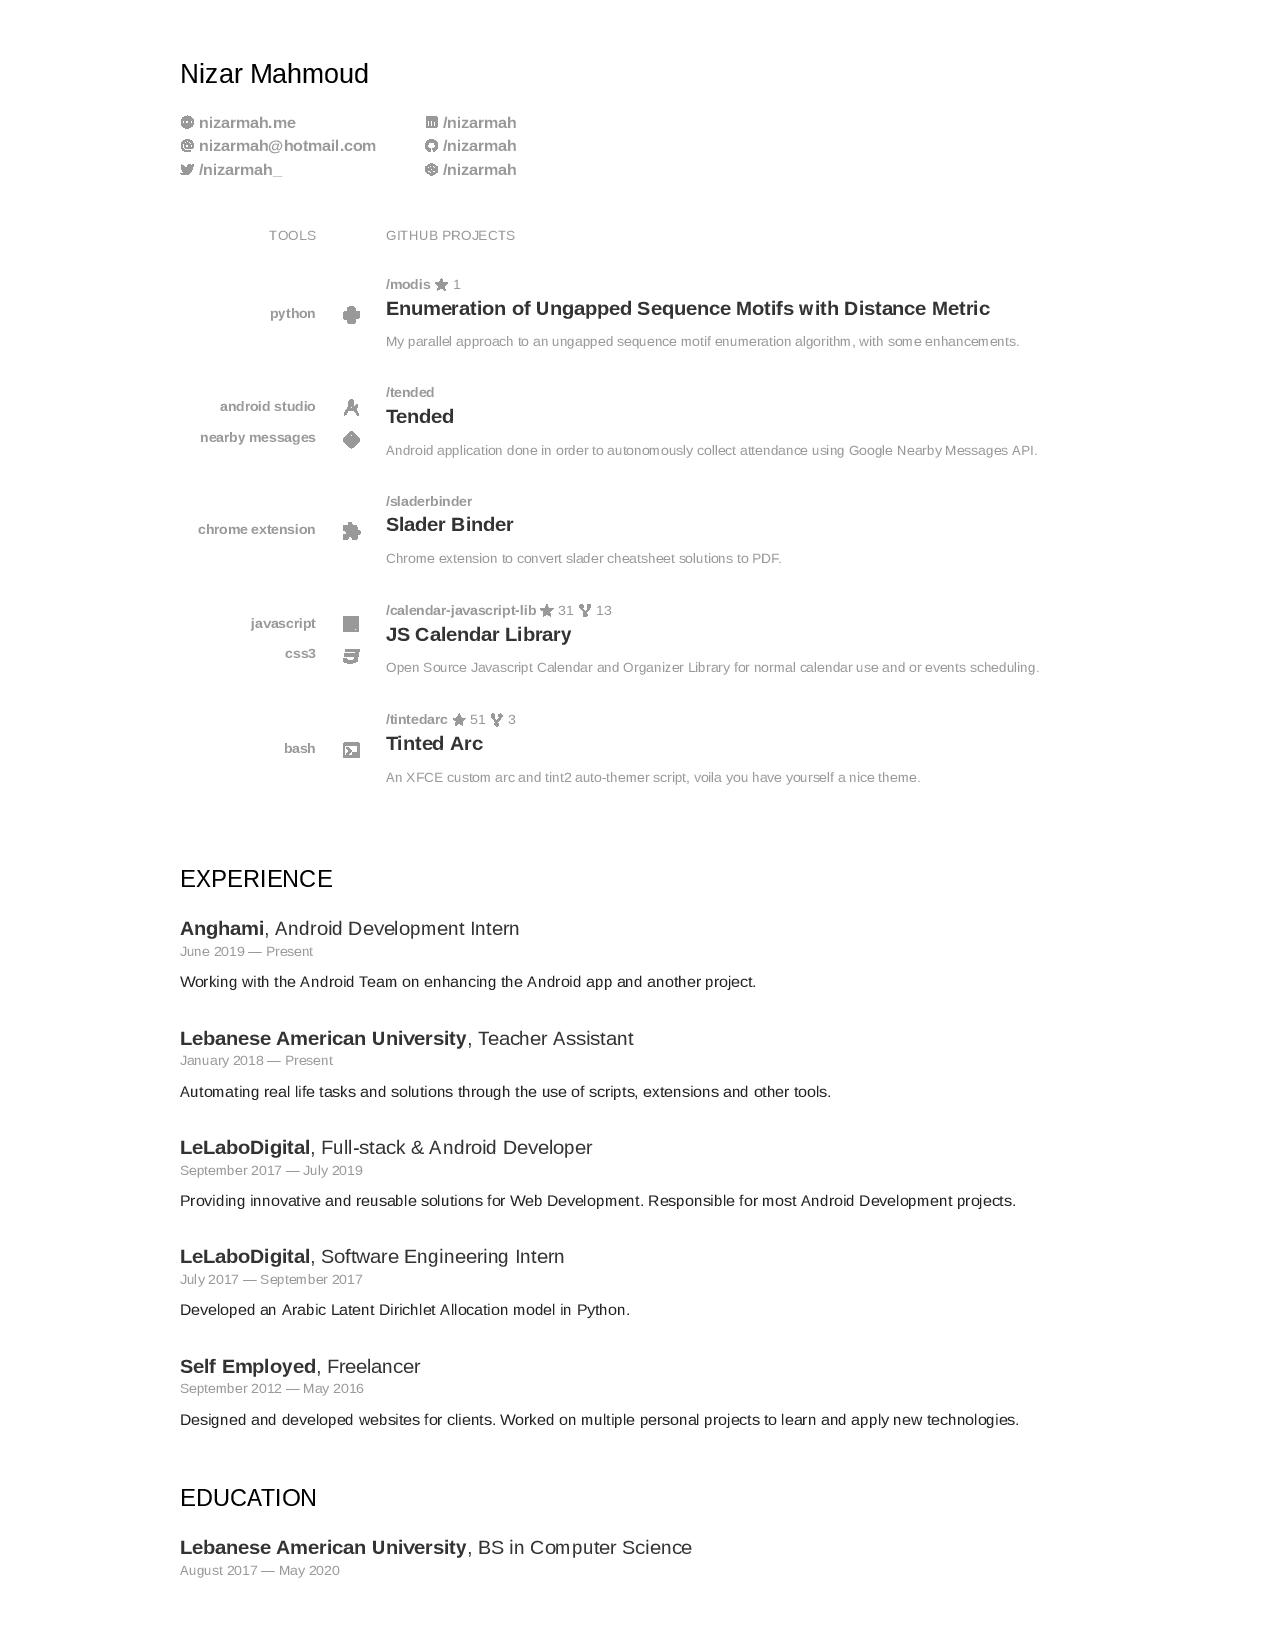 Nizar Mahmoud
nizarmah.me
nizarmah@hotmail.com
/nizarmah_
/nizarmah
/nizarmah
/nizarmah
TOOLS
GITHUB PROJECTS
/modis 1
python
Enumeration of Ungapped Sequence Motifs with Distance Metric
My parallel approach to an ungapped sequence motif enumeration algorithm, with some enhancements.
/tended
android studio
Tended
nearby messages
Android application done in order to autonomously collect attendance using Google Nearby Messages API.
/sladerbinder
chrome extension
Slader Binder
Chrome extension to convert slader cheatsheet solutions to PDF.
/calendar-javascript-lib 31 13
javascript
JS Calendar Library
css3
Open Source Javascript Calendar and Organizer Library for normal calendar use and or events scheduling.
/tintedarc 51 3
bash
Tinted Arc
An XFCE custom arc and tint2 auto-themer script, voila you have yourself a nice theme.
EXPERIENCE
Anghami, Android Development Intern
June 2019 — Present
Working with the Android Team on enhancing the Android app and another project.
Lebanese American University, Teacher Assistant
January 2018 — Present
Automating real life tasks and solutions through the use of scripts, extensions and other tools.
LeLaboDigital, Full-stack & Android Developer
September 2017 — July 2019
Providing innovative and reusable solutions for Web Development. Responsible for most Android Development projects.
LeLaboDigital, Software Engineering Intern
July 2017 — September 2017
Developed an Arabic Latent Dirichlet Allocation model in Python.
Self Employed, Freelancer
September 2012 — May 2016
Designed and developed websites for clients. Worked on multiple personal projects to learn and apply new technologies.
EDUCATION
Lebanese American University, BS in Computer Science
August 2017 — May 2020